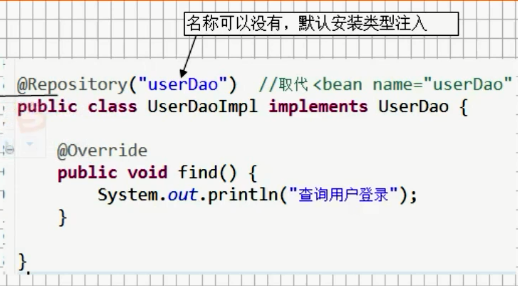 名称可以没有，默认安装类型注入
@Repository("userDao")  //取代<bean name="userDao"
public class UserDaoImpl implements UserDao {
    @Override
    public void find() {
        System.out.println("查询用户登录");
    }
}